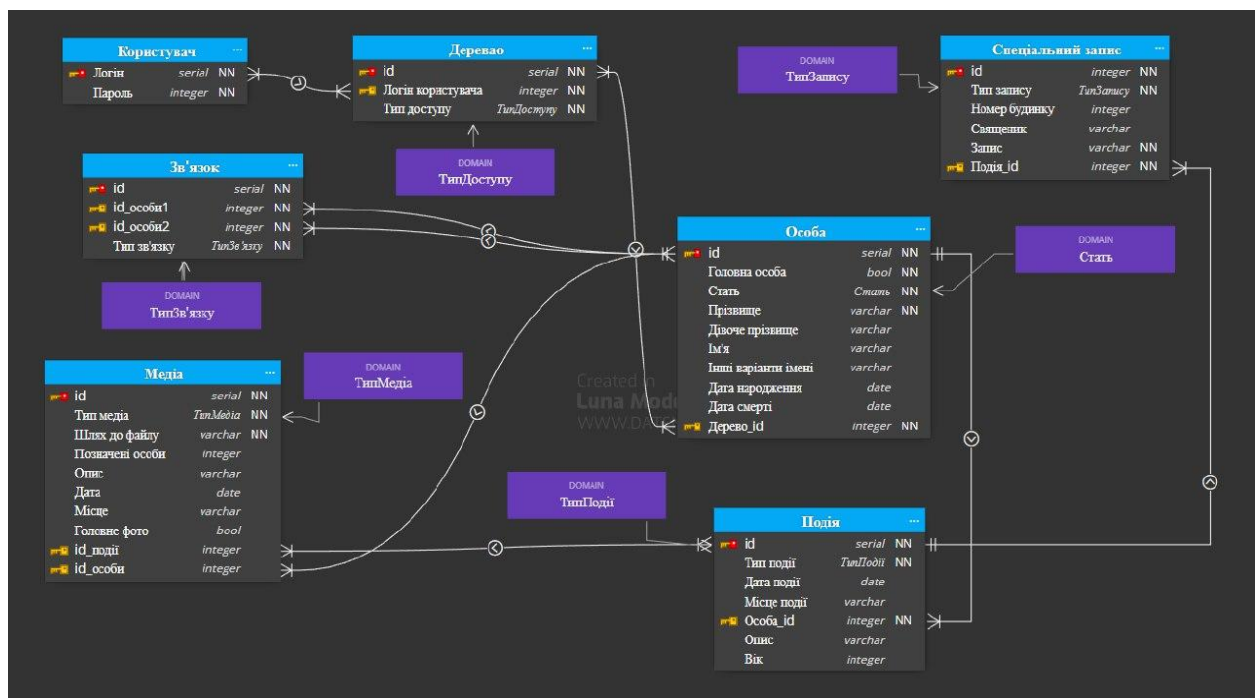 Користувач ...
Логін serial NN
Пароль integer NN
Деревао ...
id serial NN
Логін користувача integer NN
Тип доступу ТипДоступу NN
DOMAIN
ТипЗапису
Спеціальний запис ...
id integer NN
Тип запису ТипЗапису NN
Номер будинку integer
Священик varchar
Запис varchar NN
Подія_id integer NN
DOMAIN
ТипДоступу
Зв'язок ...
id serial NN
id_особи1 integer NN
id_особи2 integer NN
Тип зв'язку ТипЗв'язку NN
DOMAIN
ТипЗв'язку
Особа ...
id serial NN
Головна особа bool NN
Стать Стать NN
Прізвище varchar NN
Дівоче прізвище varchar
Ім'я varchar
Інші варіанти імені varchar
Дата народження date
Дата смерті date
Дерево_id integer NN
DOMAIN
Стать
DOMAIN
ТипМедіа
Медіа ...
id serial NN
Тип медіа ТипМедіа NN
Шлях до файлу varchar NN
Позначені особи integer
Опис varchar
Дата date
Місце varchar
Головне фото bool
id_події integer
id_особи integer
Created in
Luna Mode
DOMAIN
ТипПодії
Подія ...
id serial NN
Тип події ТипПодії NN
Дата події date
Місце події varchar
Особа_id integer NN
Опис varchar
Вік integer